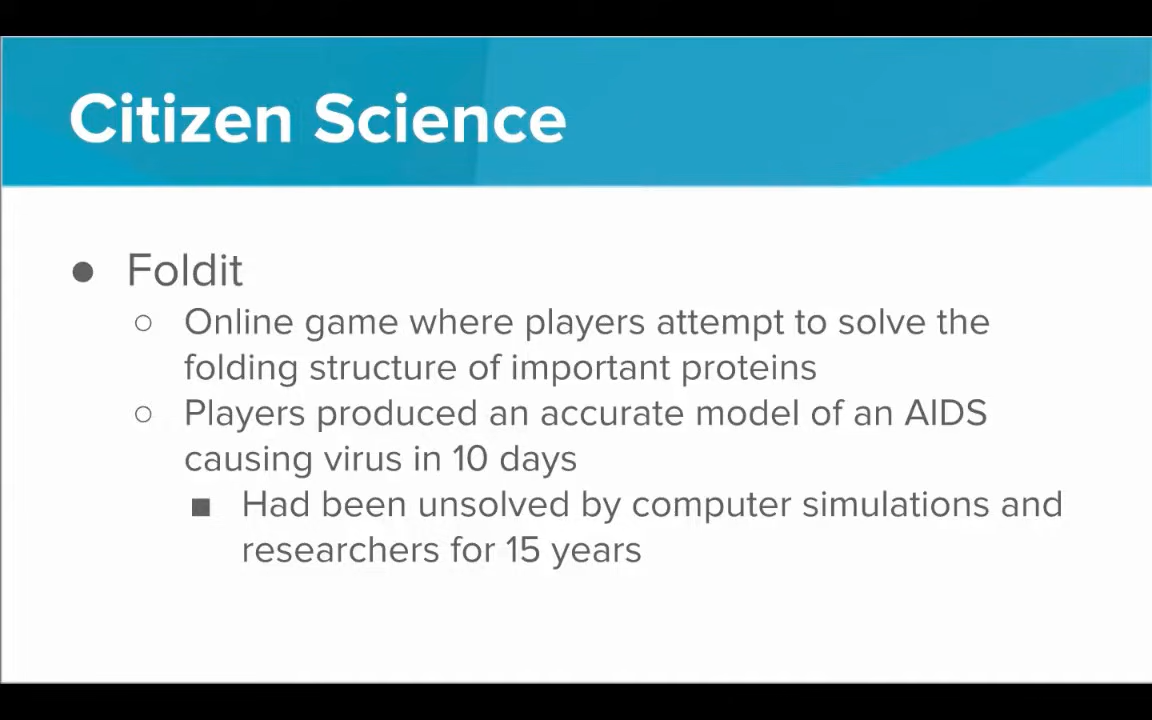 Citizen Science
● Foldit
○ Online game where players attempt to solve the
folding structure of important proteins
○ Players produced an accurate model of an AIDS
causing virus in 10 days
■ Had been unsolved by computer simulations and
researchers for 15 years